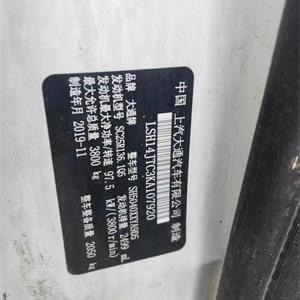 中国 上汽大通汽车有限公司 制造
LSH14JTC3KA107920
品牌 大通牌
整车型号 SH5040XXYA9D5
发动机型号 SC25R136.1Q5
发动机排量 2499 mL
发动机最大净功率/转速 97.5 kW/(3800r/min)
最大允许总质量 3800 kg
整车整备质量 2050 kg
制造年月 2019-11